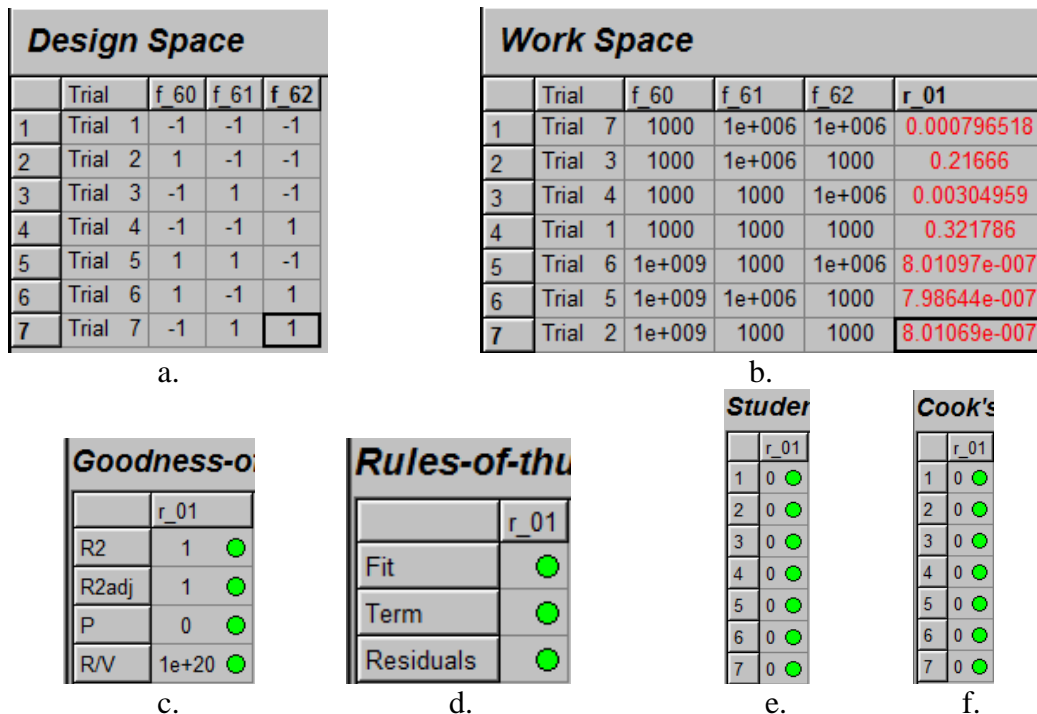 Design Space
Trial f_60 f_61 f_62
1 Trial 1 -1 -1 -1
2 Trial 2 1 -1 -1
3 Trial 3 -1 1 -1
4 Trial 4 -1 -1 1
5 Trial 5 1 1 -1
6 Trial 6 1 -1 1
7 Trial 7 -1 1 1
a.
Work Space
Trial f_60 f_61 f_62 r_01
1 Trial 7 1000 1e+006 1e+006 0.000796518
2 Trial 3 1000 1e+006 1000 0.21666
3 Trial 4 1000 1000 1e+006 0.00304959
4 Trial 1 1000 1000 1000 0.321786
5 Trial 6 1e+009 1000 1e+006 8.01097e-007
6 Trial 5 1e+009 1e+006 1000 7.98644e-007
7 Trial 2 1e+009 1000 1000 8.01069e-007
b.
Goodness-o
r_01
R2 1
R2adj 1
P 0
R/V 1e+20
c.
Rules-of-thu
r_01
Fit
Term
Residuals
d.
Studer
r_01
1 0
2 0
3 0
4 0
5 0
6 0
7 0
e.
Cook's
r_01
1 0
2 0
3 0
4 0
5 0
6 0
7 0
f.